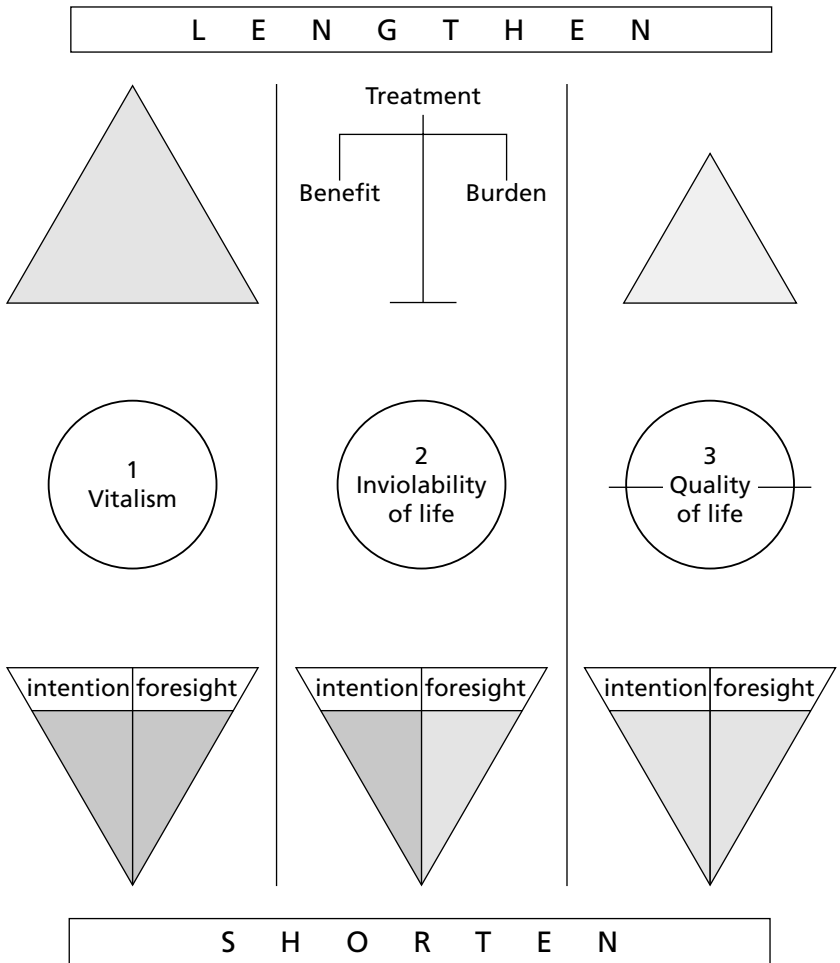 L E N G T H E N
Treatment
Benefit
Burden
1
Vitalism
2
Inviolability
of life
3
Quality
of life
intention foresight
intention foresight
intention foresight
S H O R T E N